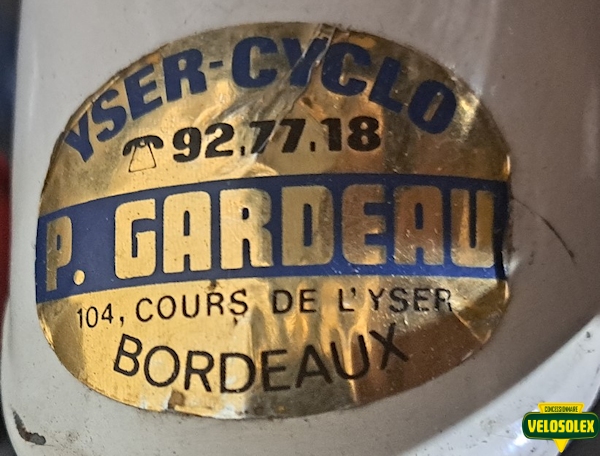 YSER-CYCLO
92.77.18
P. GARDEAU
104, COURS DE L'YSER
BORDEAUX
CONCESSIONNAIRE
VELOSOLEX